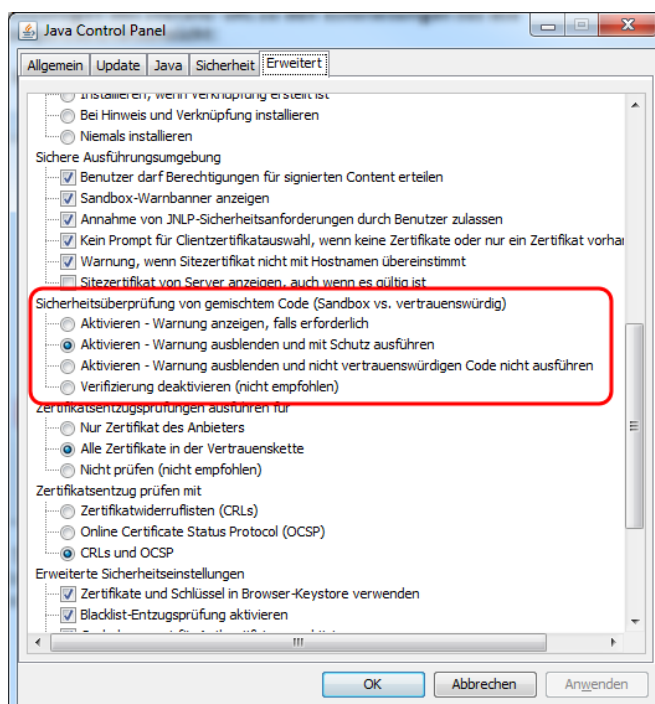 Java Control Panel
Allgemein Update Java Sicherheit Erweitert
Installieren, wenn Verknüpfung erstellt ist
Bei Hinweis und Verknüpfung installieren
Niemals installieren
Sichere Ausführungsumgebung
Benutzer darf Berechtigungen für signierten Content erteilen
Sandbox-Warnbanner anzeigen
Annahme von JNLP-Sicherheitsanforderungen durch Benutzer zulassen
Kein Prompt für Clientzertifikatauswahl, wenn keine Zertifikate oder nur ein Zertifikat vorhar
Warnung, wenn Sitezertifikat nicht mit Hostnamen übereinstimmt
Sitezertifikat von Server anzeigen, auch wenn es gültig ist
Sicherheitsüberprüfung von gemischtem Code (Sandbox vs. vertrauenswürdig)
Aktivieren - Warnung anzeigen, falls erforderlich
Aktivieren - Warnung ausblenden und mit Schutz ausführen
Aktivieren - Warnung ausblenden und nicht vertrauenswürdigen Code nicht ausführen
Verifizierung deaktivieren (nicht empfohlen)
Zertifikatsentzugsprüfungen ausführen für
Nur Zertifikat des Anbieters
Alle Zertifikate in der Vertrauenskette
Nicht prüfen (nicht empfohlen)
Zertifikatsentzug prüfen mit
Zertifikatwiderruflisten (CRLs)
Online Certificate Status Protocol (OCSP)
CRLs und OCSP
Erweiterte Sicherheitseinstellungen
Zertifikate und Schlüssel in Browser-Keystore verwenden
Blacklist-Entzugsprüfung aktivieren
OK Abbrechen Anwenden